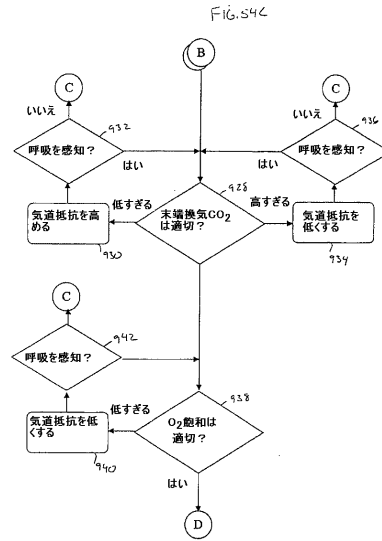 FIG. 54C
B
C
C
いいえ
932
いいえ
936
呼吸を感知？
はい
はい
呼吸を感知？
928
低すぎる
末端換気CO2
は適切？
高すぎる
気道抵抗を高
める
930
気道抵抗を
低くする
934
C
942
呼吸を感知？
938
低すぎる
気道抵抗を低
くする
940
O2飽和は
適切？
はい
D